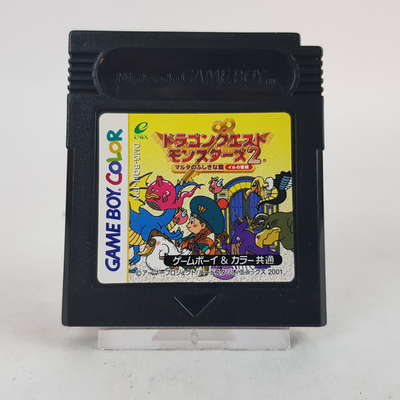 Nintendo GAME BOY
ENIX
ドラゴンクエスト
モンスターズ2
マルタのふしぎな鍵 イルの冒険
GAME BOY COLOR
ゲームボーイ & カラー共通
2001